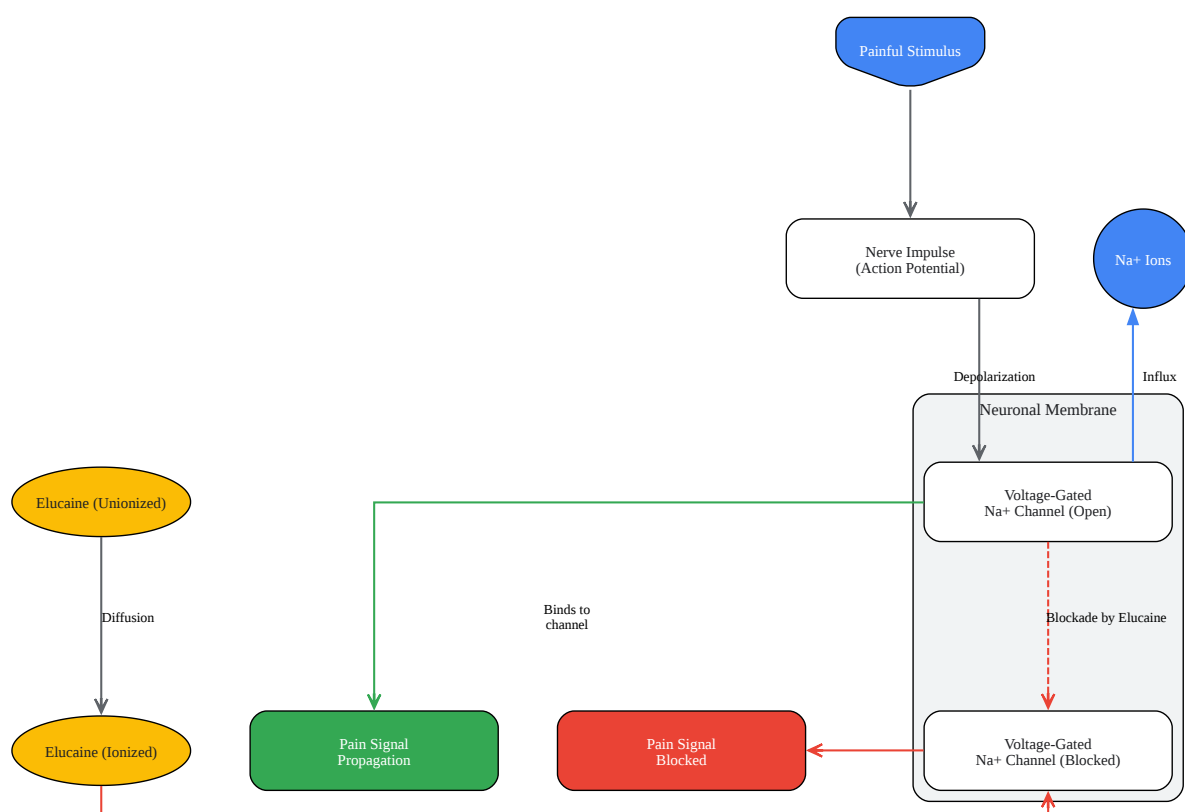 Painful Stimulus
Nerve Impulse
(Action Potential)
Na+ Ions
Depolarization
Influx
Neuronal Membrane
Voltage-Gated
Na+ Channel (Open)
Elucaine (Unionized)
Diffusion
Binds to
channel
Blockade by Elucaine
Elucaine (Ionized)
Pain Signal
Propagation
Pain Signal
Blocked
Voltage-Gated
Na+ Channel (Blocked)